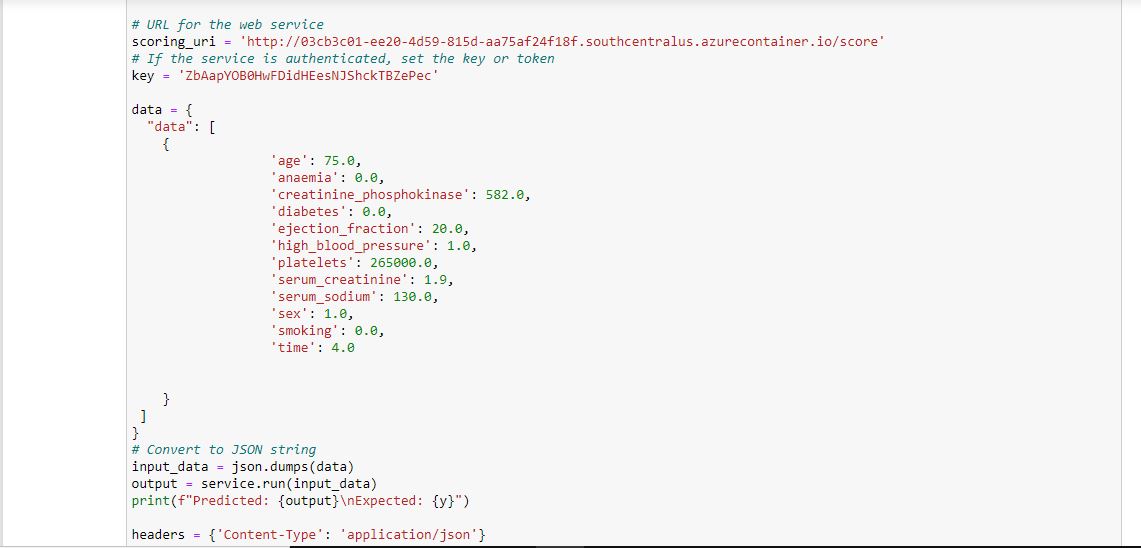 # URL for the web service
scoring_uri = 'http://03cb3c01-ee20-4d59-815d-aa75af24f18f.southcentralus.azurecontainer.io/score'
# If the service is authenticated, set the key or token
key = 'ZbAapYOB0HwFDidHEesNJShckTBZePec'
data = {
"data": [
{
'age': 75.0,
'anaemia': 0.0,
'creatinine_phosphokinase': 582.0,
'diabetes': 0.0,
'ejection_fraction': 20.0,
'high_blood_pressure': 1.0,
'platelets': 265000.0,
'serum_creatinine': 1.9,
'serum_sodium': 130.0,
'sex': 1.0,
'smoking': 0.0,
'time': 4.0
}
]
}
# Convert to JSON string
input_data = json.dumps(data)
output = service.run(input_data)
print(f"Predicted: {output}\nExpected: {y}")
headers = {'Content-Type': 'application/json'}